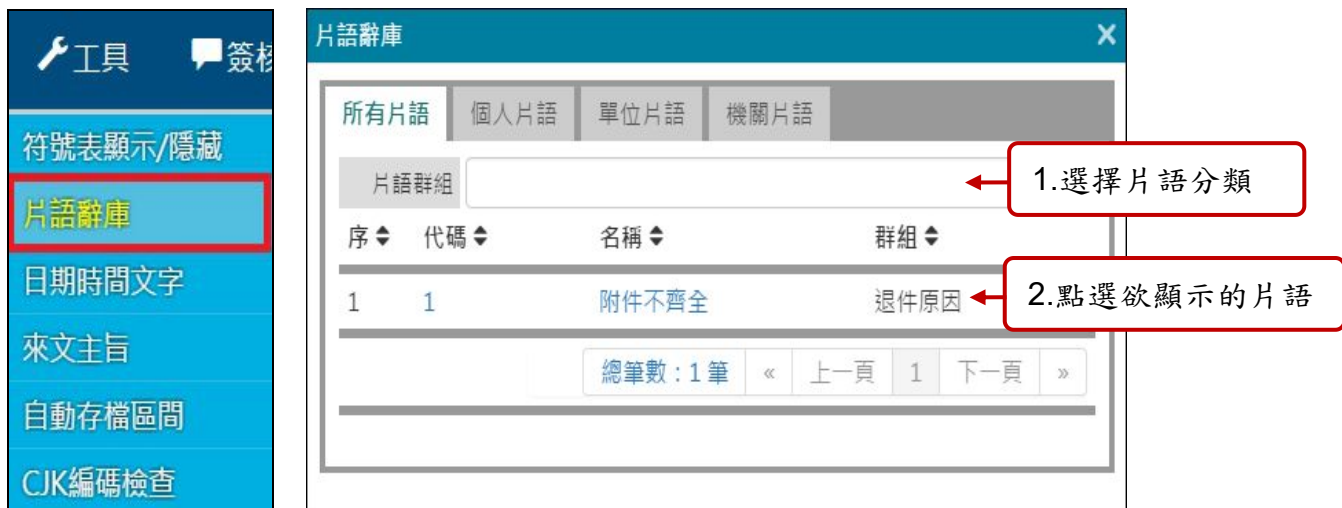 工具 簽核
符號表顯示/隱藏
片語辭庫
日期時間文字
來文主旨
自動存檔區間
CJK編碼檢查
片語辭庫 X
所有片語 個人片語 單位片語 機關片語
片語群組
序 代碼 名稱 群組
1 1 附件不齊全 退件原因
總筆數:1 筆 « 上一頁 1 下一頁 »
1.選擇片語分類
2.點選欲顯示的片語